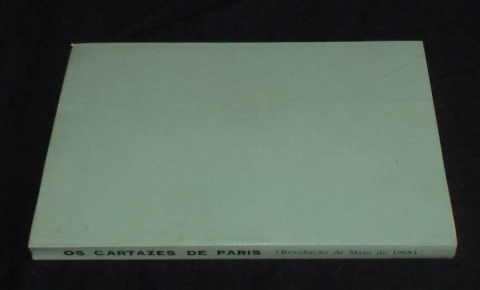 OS CARTAZES DE PARIS (Revolução de Maio de 1968)